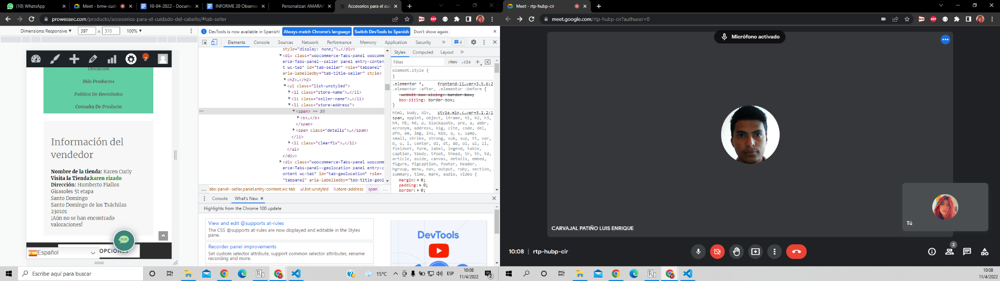 (10) WhatsApp
Meet - bmw-cudi
10-04-2022 - Docume
INFORME 20 Observa
Personalizar: AMARAN
Accesorios para el cui
prowessec.com/producto/accesorios-para-el-cuidado-del-cabello/#tab-seller
Dimensions: Responsive
397
x
570
100%
DevTools is now available in Spanish!
Always match Chrome's language
Switch DevTools to Spanish
Don't show again
Elements
Console
Sources
Network
Performance
Memory
Application
Security
4
2
Ubicación
Más Productos
Política De Reembolso
Consulta De Producto
Información del
vendedor
Nombre de la tienda: Karen Curly
Visita la Tienda:karen rizado
Dirección: Humberto Fiallos
Girasoles 5t etapa
Santo Domingo
Santo Domingo de los Tsáchilas
230101
¡Aún no se han encontrado
valoraciones!
OPCIONES
Español
style="display: none;">…</div>
<div class="woocommerce-Tabs-panel woocomm
erce-Tabs-panel--seller panel entry-conten
t wc-tab" id="tab-seller" role="tabpanel"
aria-labelledby="tab-title-seller" style>
<h2>…</h2>
<ul class="list-unstyled">
<li class="store-name">…</li>
<li class="seller-name">…</li>
<li class="store-address">
<span> == $0
<b>…</b>
</span>
<span class="details">…</span>
</li>
<li class="clearfix">…</li>
</ul>
</div>
<div class="woocommerce-Tabs-panel woocomm
erce-Tabs-panel--geolocation panel entry-c
ontent wc-tab" id="tab-geolocation" role=
"tabpanel" aria-labelledby="tab-title-geol
… abs-panel--seller.panel.entry-content.wc-tab
ul.list-unstyled
li.store-address
span
…
Styles
Computed
Layout
Filter
:hov
.cls
element.style {
}
.elementor *,
frontend-li…ver=3.5.6:2
.elementor :after, .elementor :before {
-webkit-box-sizing: border-box;
box-sizing: border-box;
}
html, body, div,
style.min.c…ver=3.1.2:1
span, applet, object, iframe, h1, h2, h3,
h4, h5, h6, p, blockquote, pre, a, abbr,
acronym, address, big, cite, code, del,
dfn, em, img, ins, kbd, q, s, samp,
small, strike, strong, sub, sup, tt, var,
b, u, i, center, dl, dt, dd, ol, ul, li,
fieldset, form, label, legend, table,
caption, tbody, tfoot, thead, tr, th, td,
article, aside, canvas, details, embed,
figure, figcaption, footer, header,
hgroup, menu, nav, output, ruby, section,
summary, time, mark, audio, video {
margin: 0;
padding: 0;
border: 0;
Console
What's New
Highlights from the Chrome 100 update
View and edit @supports at-rules
The CSS @supports at-rules are now displayed and editable in the Styles
pane.
Recorder panel improvements
Set custom selector attribute, support common selector attributes, rename
recording and more.
DevTools
Escribe aquí para buscar
15°C
ESP
10:08
11/4/2022
2
Meet - rtp-hubp-cir
meet.google.com/rtp-hubp-cir?authuser=0
Micrófono activado
CARVAJAL PATIÑO LUIS ENRIQUE
Tú
10:08 | rtp-hubp-cir
2
10:08
11/4/2022